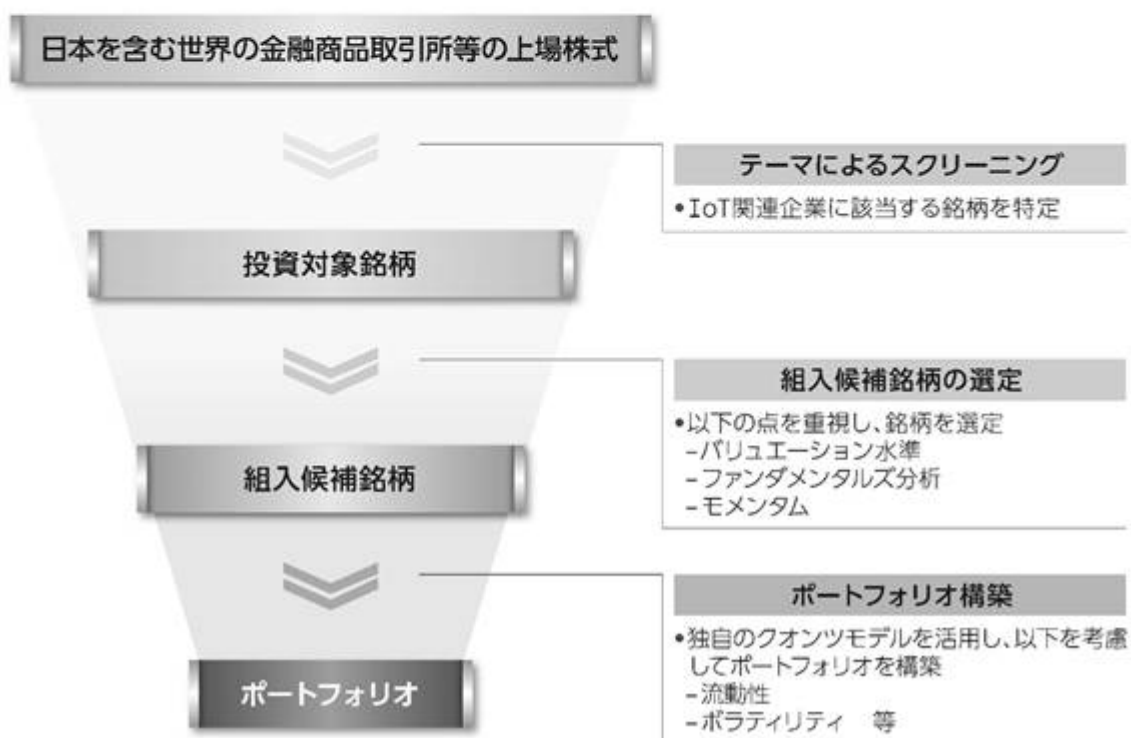 日本を含む世界の金融商品取引所等の上場株式
テーマによるスクリーニング
•IoT関連企業に該当する銘柄を特定
投資対象銘柄
組入候補銘柄の選定
•以下の点を重視し、銘柄を選定
−バリュエーション水準
−ファンダメンタルズ分析
−モメンタム
組入候補銘柄
ポートフォリオ構築
•独自のクオンツモデルを活用し、以下を考慮
してポートフォリオを構築
−流動性
−ボラティリティ　等
ポートフォリオ